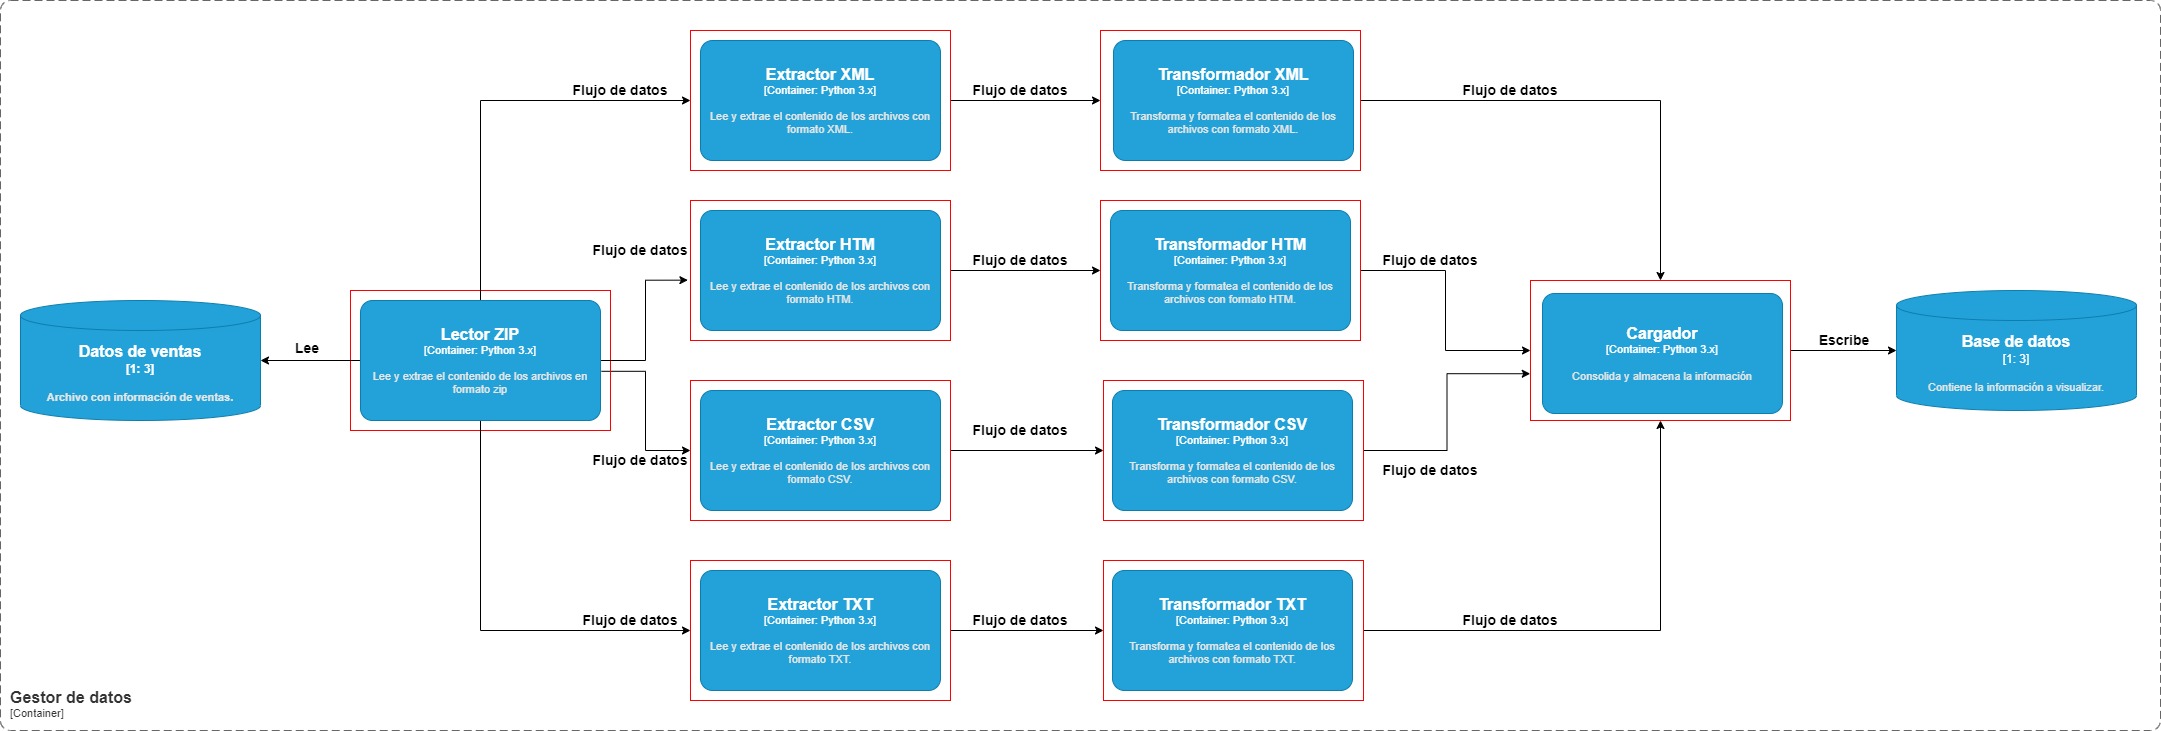 Flujo de datos
Extractor XML
[Container: Python 3.x]
Lee y extrae el contenido de los archivos con
formato XML.
Flujo de datos
Transformador XML
[Container: Python 3.x]
Transforma y formatea el contenido de los
archivos con formato XML.
Flujo de datos
Flujo de datos
Extractor HTM
[Container: Python 3.x]
Lee y extrae el contenido de los archivos con
formato HTM.
Flujo de datos
Transformador HTM
[Container: Python 3.x]
Transforma y formatea el contenido de los
archivos con formato HTM.
Flujo de datos
Datos de ventas
[1: 3]
Archivo con información de ventas.
Lee
Lector ZIP
[Container: Python 3.x]
Lee y extrae el contenido de los archivos en
formato zip
Cargador
[Container: Python 3.x]
Consolida y almacena la información
Escribe
Base de datos
[1: 3]
Contiene la información a visualizar.
Flujo de datos
Extractor CSV
[Container: Python 3.x]
Lee y extrae el contenido de los archivos con
formato CSV.
Flujo de datos
Transformador CSV
[Container: Python 3.x]
Transforma y formatea el contenido de los
archivos con formato CSV.
Flujo de datos
Flujo de datos
Extractor TXT
[Container: Python 3.x]
Lee y extrae el contenido de los archivos con
formato TXT.
Flujo de datos
Transformador TXT
[Container: Python 3.x]
Transforma y formatea el contenido de los
archivos con formato TXT.
Flujo de datos
Gestor de datos
[Container]